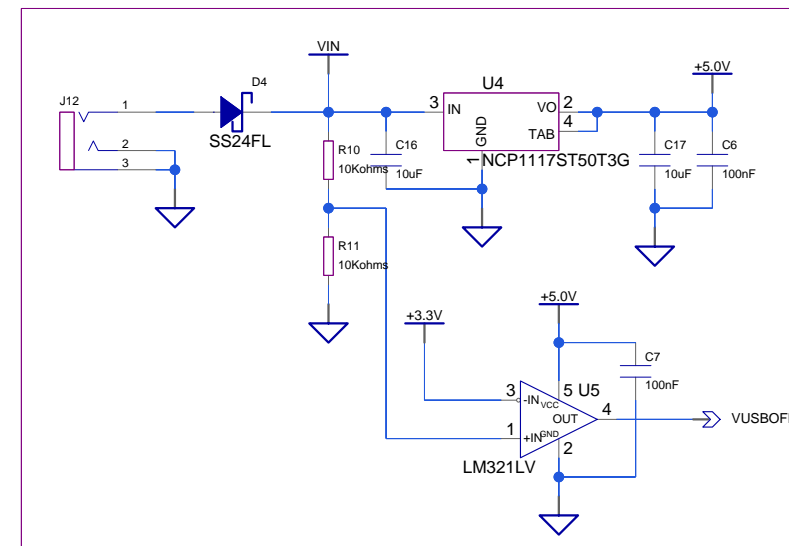 VIN
D4
U4
+5.0V
J12
1
3 IN
VO 2
TAB 4
SS24FL
R10
10Kohms
C16
10uF
GND
1
NCP1117ST50T3G
C17
10uF
C6
100nF
2
3
R11
10Kohms
+3.3V
+5.0V
C7
100nF
3 -IN
VCC
5 U5
OUT 4
1 +IN
GND
2
LM321LV
VUSBOF